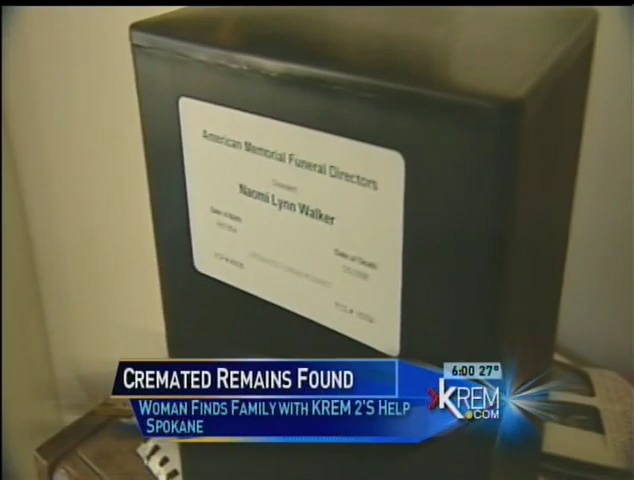 American Memorial Funeral Directors
Naomi Lynn Walker
Date of Birth
Date of Death
CREMATED REMAINS FOUND
6:00 27°
WOMAN FINDS FAMILY WITH KREM 2'S HELP
KREM
.COM
SPOKANE